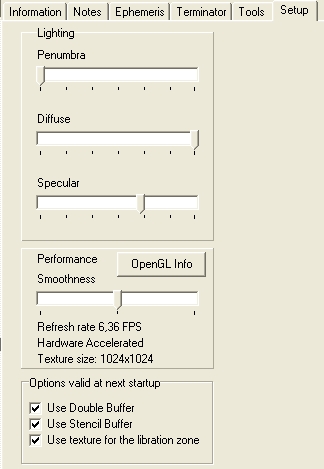 Information Notes Ephemeris Terminator Tools Setup
Lighting
Penumbra
Diffuse
Specular
Performance
OpenGL Info
Smoothness
Refresh rate 6,36 FPS
Hardware Accelerated
Texture size: 1024x1024
Options valid at next startup
Use Double Buffer
Use Stencil Buffer
Use texture for the libration zone